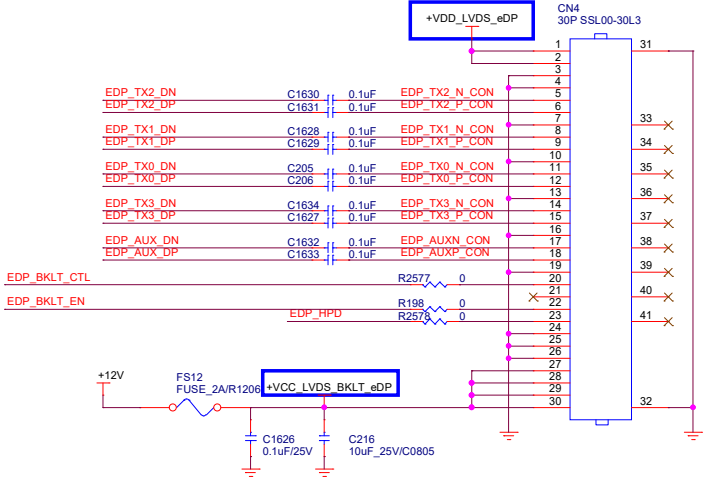 CN4
30P SSL00-30L3
+VDD_LVDS_eDP
1 31
2
3
4
EDP_TX2_DN C1630 0.1uF EDP_TX2_N_CON 5
EDP_TX2_DP C1631 0.1uF EDP_TX2_P_CON 6
7 33
EDP_TX1_DN C1628 0.1uF EDP_TX1_N_CON 8
EDP_TX1_DP C1629 0.1uF EDP_TX1_P_CON 9 34
10
EDP_TX0_DN C205 0.1uF EDP_TX0_N_CON 11 35
EDP_TX0_DP C206 0.1uF EDP_TX0_P_CON 12
13 36
EDP_TX3_DN C1634 0.1uF EDP_TX3_N_CON 14
EDP_TX3_DP C1627 0.1uF EDP_TX3_P_CON 15 37
16
EDP_AUX_DN C1632 0.1uF EDP_AUXN_CON 17 38
EDP_AUX_DP C1633 0.1uF EDP_AUXP_CON 18
19 39
EDP_BKLT_CTL R2577 0 20
21 40
EDP_BKLT_EN R198 0 22
EDP_HPD R2578 0 23 41
24
25
26
27
28
29
30 32
+12V
FS12
FUSE_2A/R1206
+VCC_LVDS_BKLT_eDP
C1626
0.1uF/25V
C216
10uF_25V/C0805